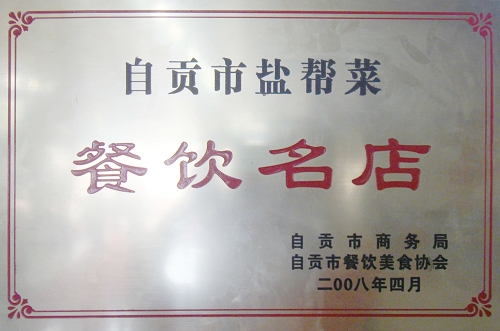 自贡市盐帮菜
餐饮名店
自贡市商务局
自贡市餐饮美食协会
二00八年四月